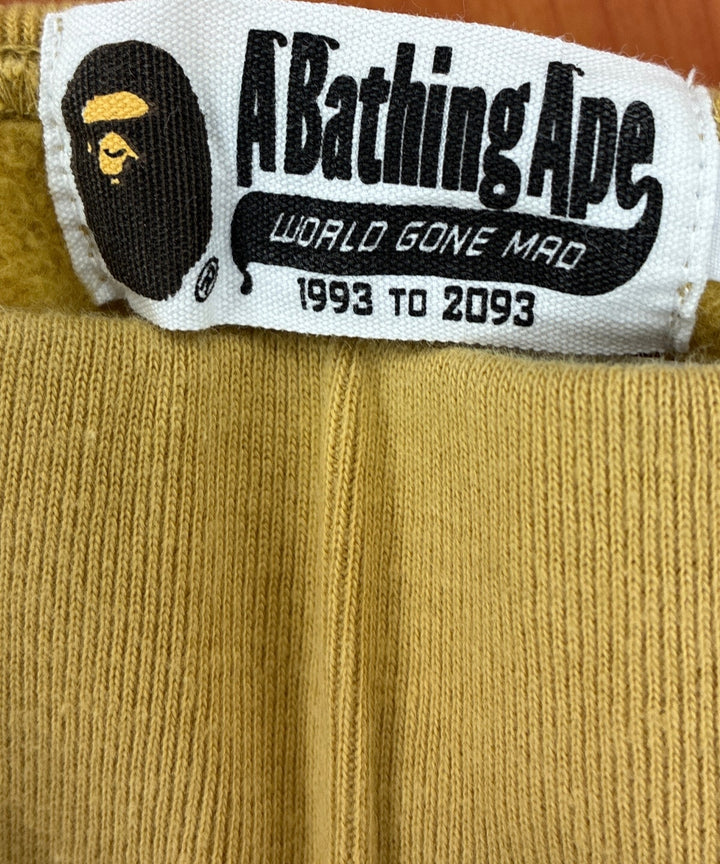 A Bathing Ape
WORLD GONE MAD
1993 TO 2093
®